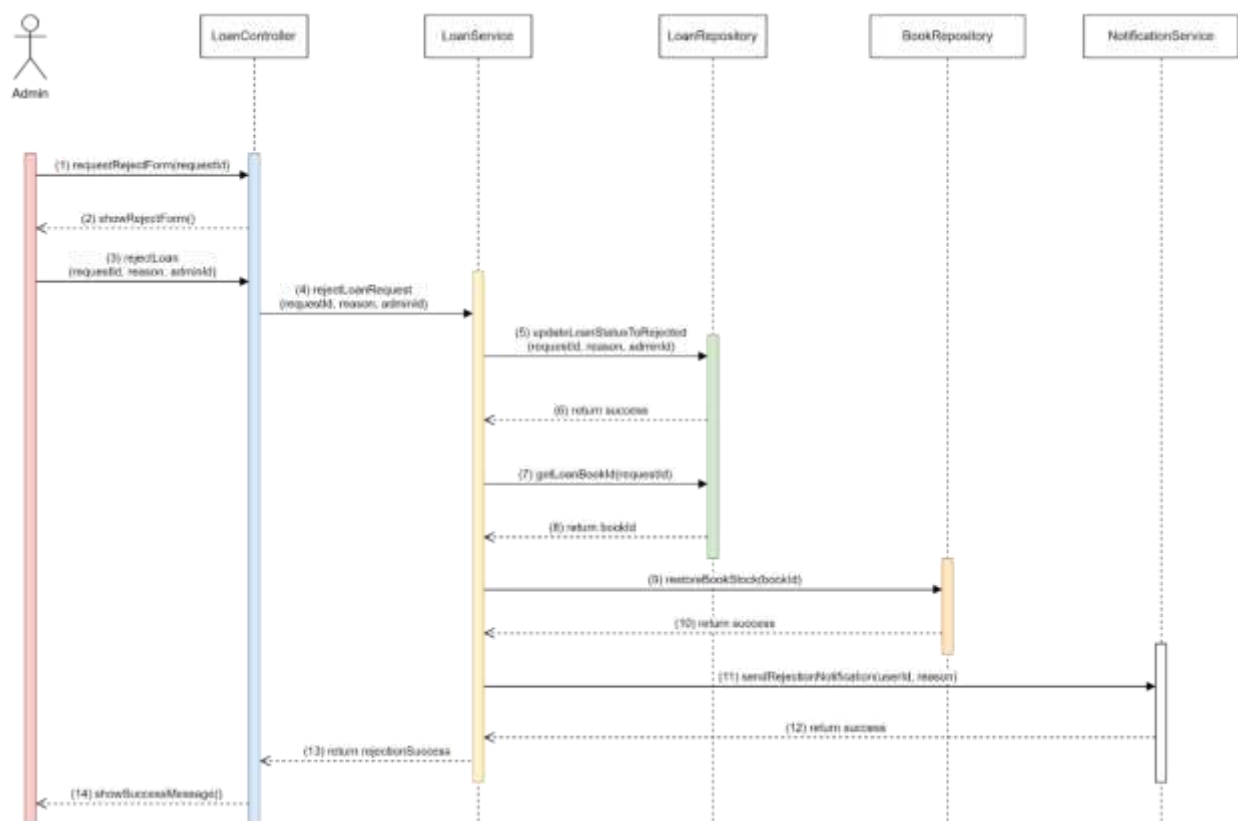 LoanController
LoanService
LoanRepository
BookRepository
NotificationService
Admin
(1) requestRejectForm(requestId)
(2) showRejectForm()
(3) rejectLoan
(requestId, reason, adminId)
(4) rejectLoanRequest
(requestId, reason, adminId)
(5) updateLoanStatusToRejected
(requestId, reason, adminId)
(6) return success
(7) getLoanBookId(requestId)
(8) return bookId
(9) restoreBookStock(bookId)
(10) return success
(11) sendRejectionNotification(userId, reason)
(12) return success
(13) return rejectionSuccess
(14) showSuccessMessage()